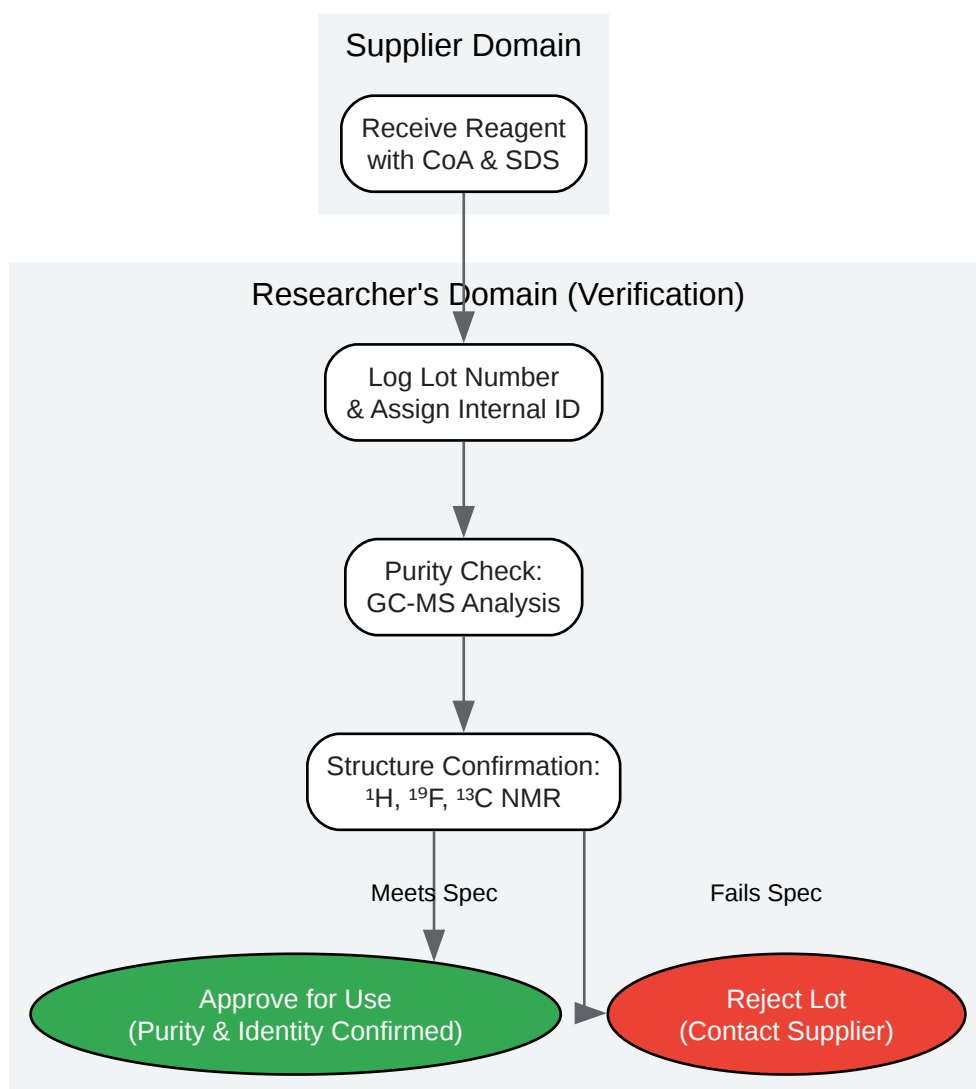 Supplier Domain
Receive Reagent
with CoA & SDS
Researcher's Domain (Verification)
Log Lot Number
& Assign Internal ID
Purity Check:
GC-MS Analysis
Structure Confirmation:
¹H, ¹⁹F, ¹³C NMR
Meets Spec
Fails Spec
Approve for Use
(Purity & Identity Confirmed)
Reject Lot
(Contact Supplier)